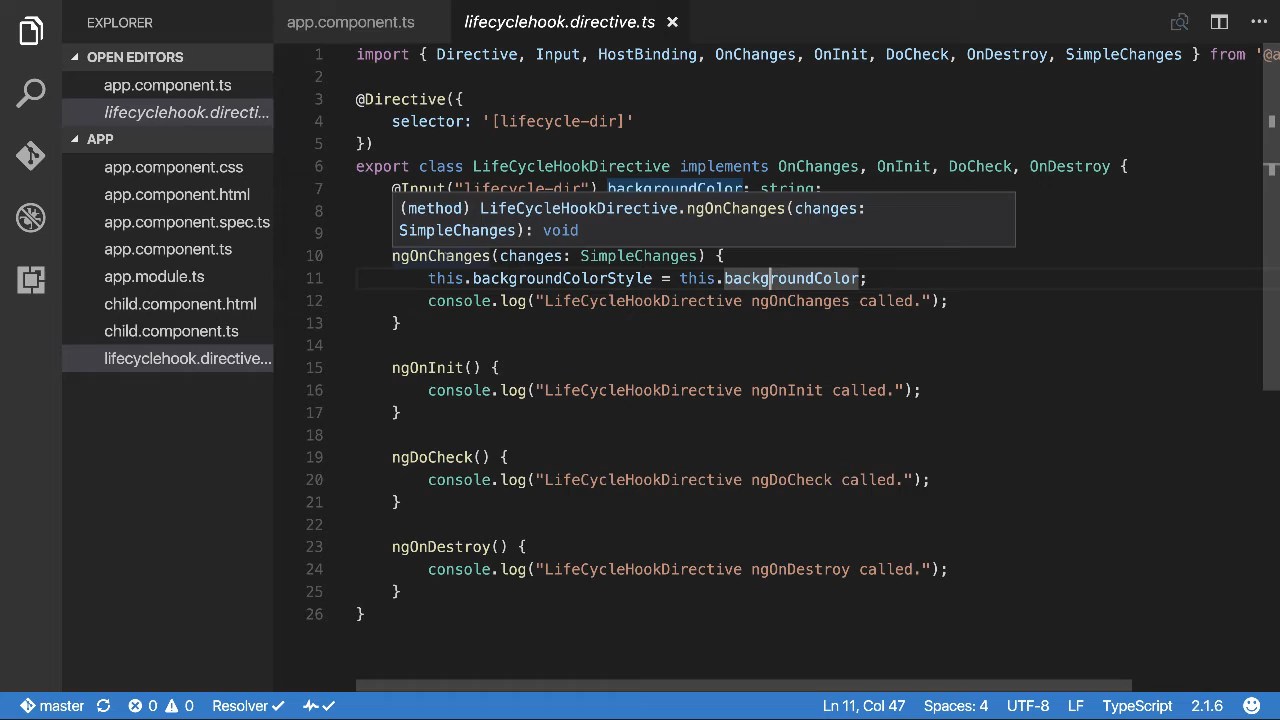 EXPLORER
OPEN EDITORS
app.component.ts
lifecyclehook.directi...
APP
app.component.css
app.component.html
app.component.spec.ts
app.component.ts
app.module.ts
child.component.html
child.component.ts
lifecyclehook.directive...
app.component.ts lifecyclehook.directive.ts
1 import { Directive, Input, HostBinding, OnChanges, OnInit, DoCheck, OnDestroy, SimpleChanges } from '@a
2
3 @Directive({
4 selector: '[lifecycle-dir]'
5 })
6 export class LifeCycleHookDirective implements OnChanges, OnInit, DoCheck, OnDestroy {
7 @Input("lifecycle-dir") backgroundColor: string;
8 (method) LifeCycleHookDirective.ngOnChanges(changes:
9 SimpleChanges): void
10 ngOnChanges(changes: SimpleChanges) {
11 this.backgroundColorStyle = this.backgroundColor;
12 console.log("LifeCycleHookDirective ngOnChanges called.");
13 }
14
15 ngOnInit() {
16 console.log("LifeCycleHookDirective ngOnInit called.");
17 }
18
19 ngDoCheck() {
20 console.log("LifeCycleHookDirective ngDoCheck called.");
21 }
22
23 ngOnDestroy() {
24 console.log("LifeCycleHookDirective ngOnDestroy called.");
25 }
26 }
master 0 0 Resolver Ln 11, Col 47 Spaces: 4 UTF-8 LF TypeScript 2.1.6